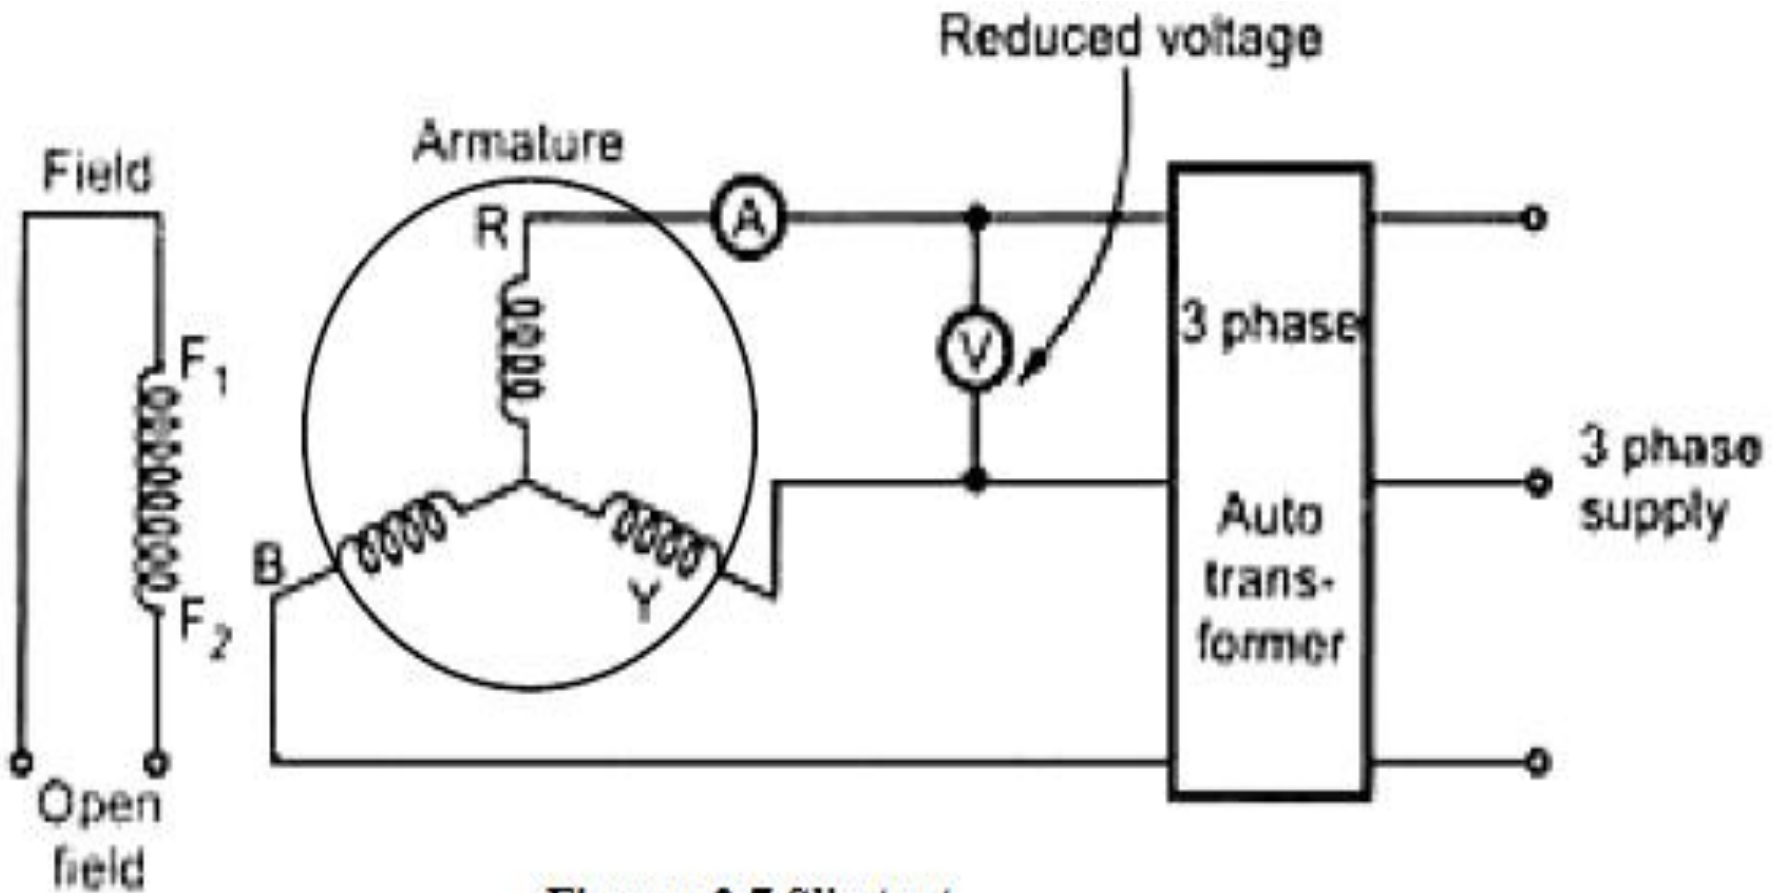 Reduced voltage
Armature
Field
R
A
F1
V
3 phase
3 phase
supply
Auto
trans-
former
B
Y
F2
Open
field